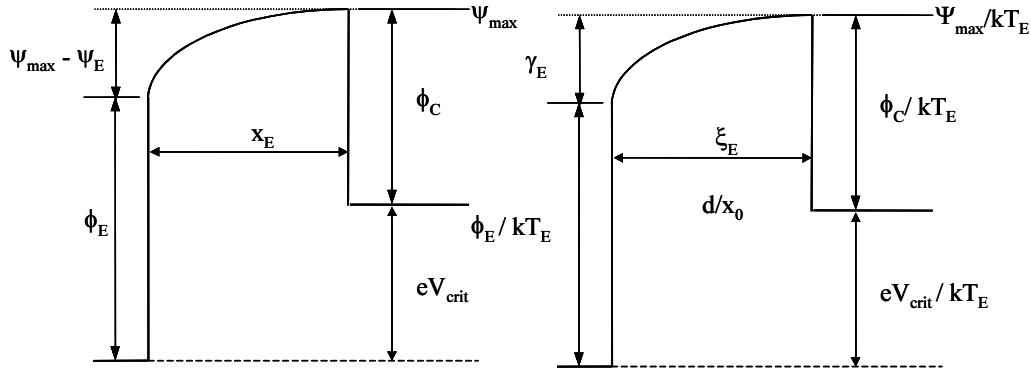 ψmax
ψmax - ψE
ϕC
xE
ϕE
eVcrit
Ψmax/kTE
γE
ϕC/ kTE
ξE
d/x0
ϕE / kTE
eVcrit / kTE